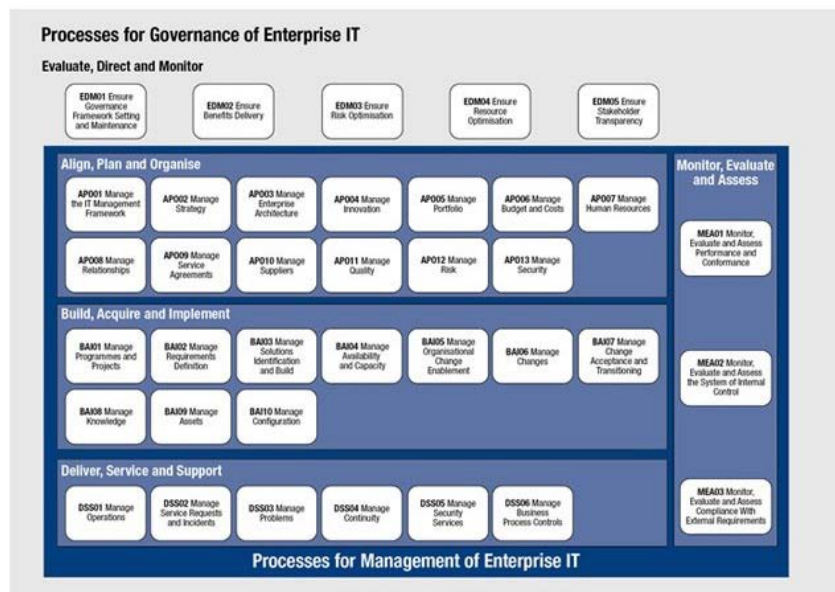 Processes for Governance of Enterprise IT
Evaluate, Direct and Monitor
EDM01 Ensure
Governance
Framework Setting
and Maintenance
EDM02 Ensure
Benefits Delivery
EDM03 Ensure
Risk Optimisation
EDM04 Ensure
Resource
Optimisation
EDM05 Ensure
Stakeholder
Transparency
Align, Plan and Organise
APO01 Manage
the IT Management
Framework
APO02 Manage
Strategy
APO03 Manage
Enterprise
Architecture
APO04 Manage
Innovation
APO05 Manage
Portfolio
APO06 Manage
Budget and Costs
APO07 Manage
Human Resources
APO08 Manage
Relationships
APO09 Manage
Service
Agreements
APO10 Manage
Suppliers
APO11 Manage
Quality
APO12 Manage
Risk
APO13 Manage
Security
Build, Acquire and Implement
BAI01 Manage
Programmes and
Projects
BAI02 Manage
Requirements
Definition
BAI03 Manage
Solutions
Identification
and Build
BAI04 Manage
Availability
and Capacity
BAI05 Manage
Organisational
Change
Enablement
BAI06 Manage
Changes
BAI07 Manage
Change
Acceptance and
Transitioning
BAI08 Manage
Knowledge
BAI09 Manage
Assets
BAI10 Manage
Configuration
Deliver, Service and Support
DSS01 Manage
Operations
DSS02 Manage
Service Requests
and Incidents
DSS03 Manage
Problems
DSS04 Manage
Continuity
DSS05 Manage
Security
Services
DSS06 Manage
Business
Process Controls
Monitor, Evaluate
and Assess
MEA01 Monitor,
Evaluate and Assess
Performance and
Conformance
MEA02 Monitor,
Evaluate and Assess
the System of Internal
Control
MEA03 Monitor,
Evaluate and Assess
Compliance With
External Requirements
Processes for Management of Enterprise IT